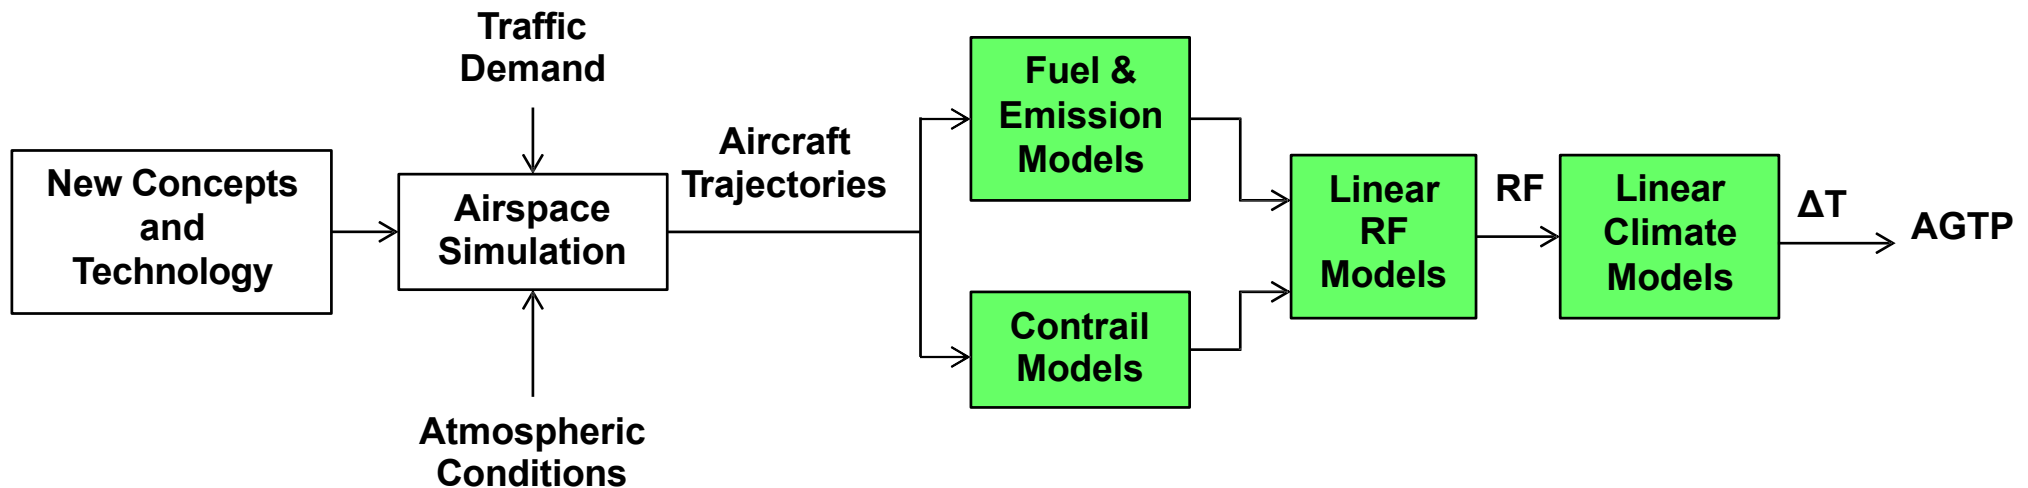 Traffic
Demand
New Concepts
and
Technology
Airspace
Simulation
Atmospheric
Conditions
Aircraft
Trajectories
Fuel &
Emission
Models
Contrail
Models
Linear
RF
Models
RF
Linear
Climate
Models
ΔT
AGTP